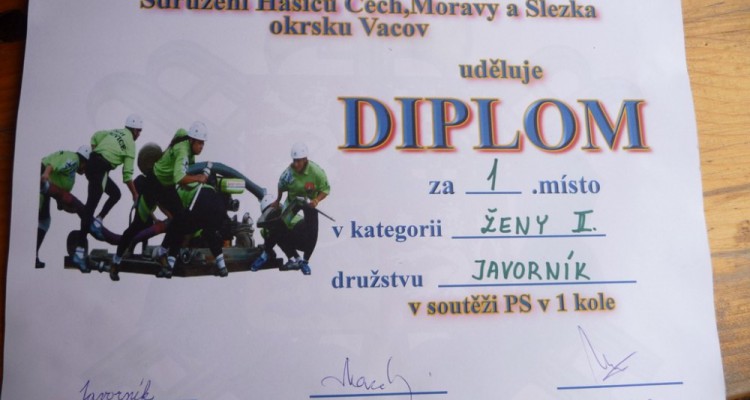 Sdružení Hasičů Čech,Moravy a Slezka
okrsku Vacov
uděluje
DIPLOM
za 1 .místo
v kategorii ŽENY II.
družstvu JAVORNÍK
v soutěži PS v 1 kole
Javorník